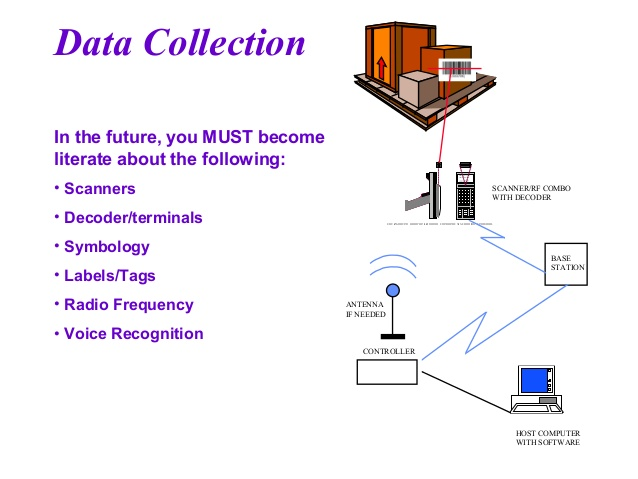 Data Collection
In the future, you MUST become
literate about the following:
• Scanners
• Decoder/terminals
• Symbology
• Labels/Tags
• Radio Frequency
• Voice Recognition
SCANNER/RF COMBO
WITH DECODER
BASE
STATION
ANTENNA
IF NEEDED
CONTROLLER
HOST COMPUTER
WITH SOFTWARE